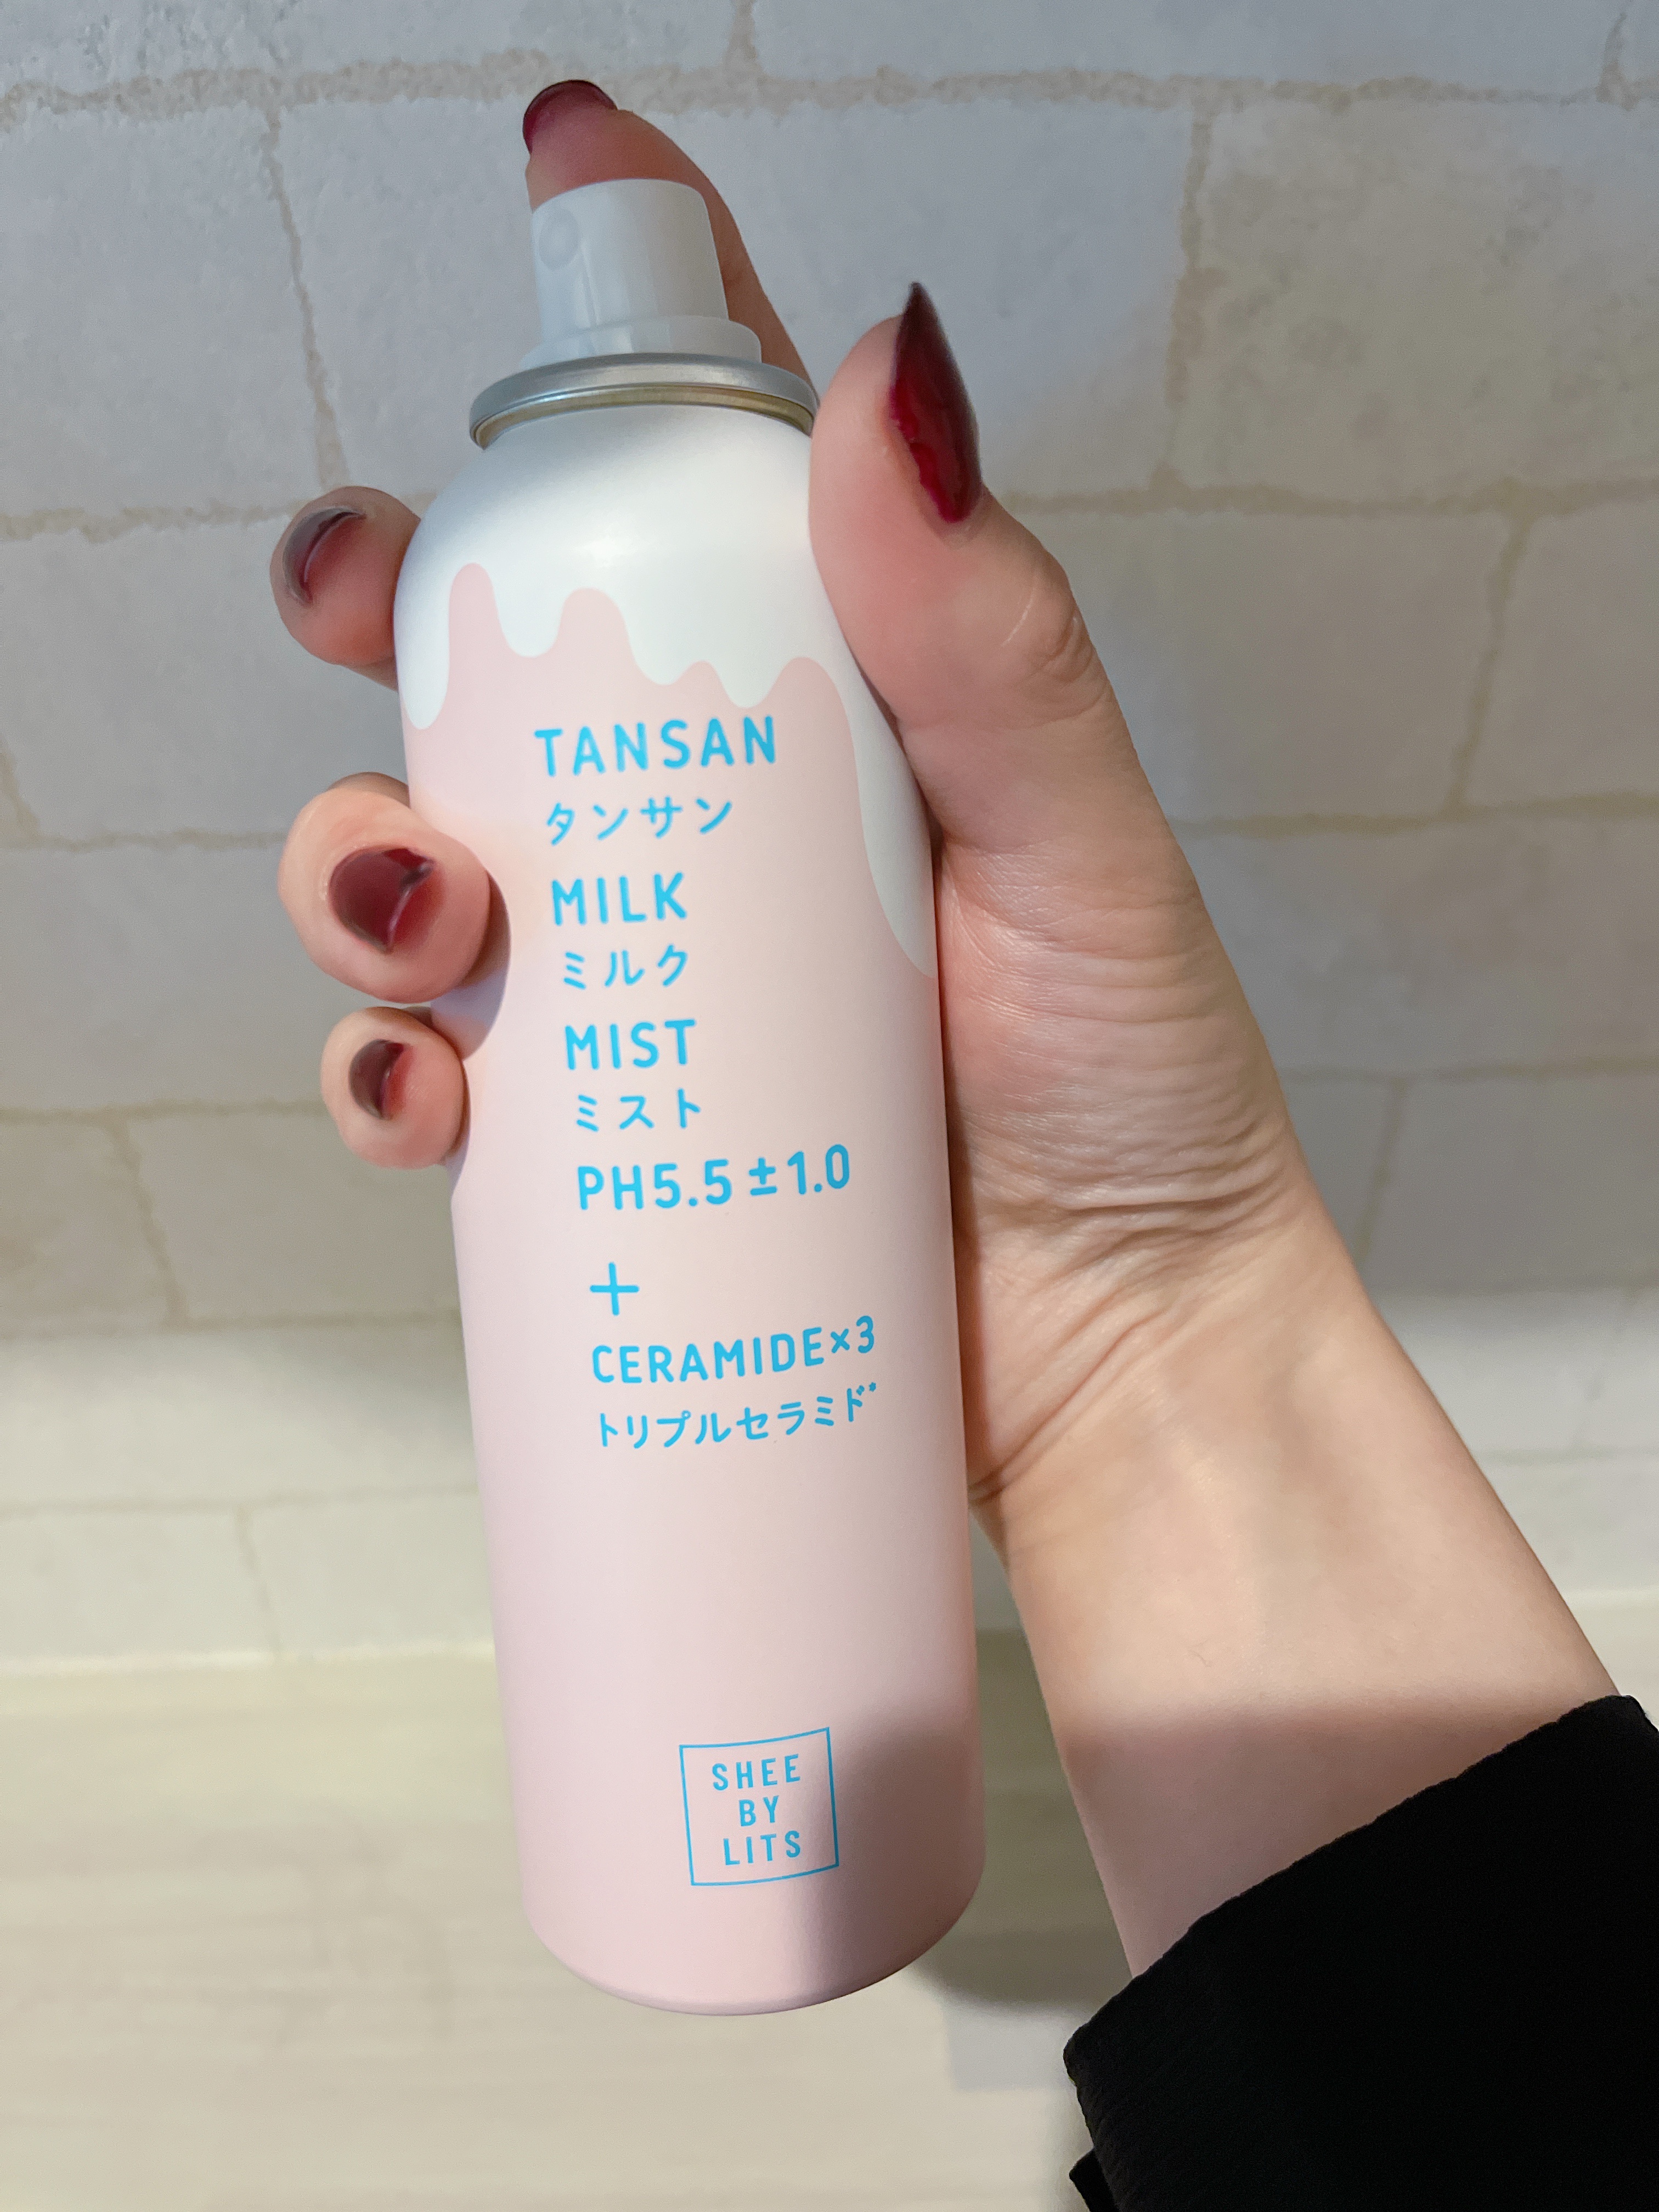 TANSAN
タンサン
MILK
ミルク
MIST
ミスト
PH5.5±1.0
+
CERAMIDE×3
トリプルセラミド*
SHEE
BY
LITS